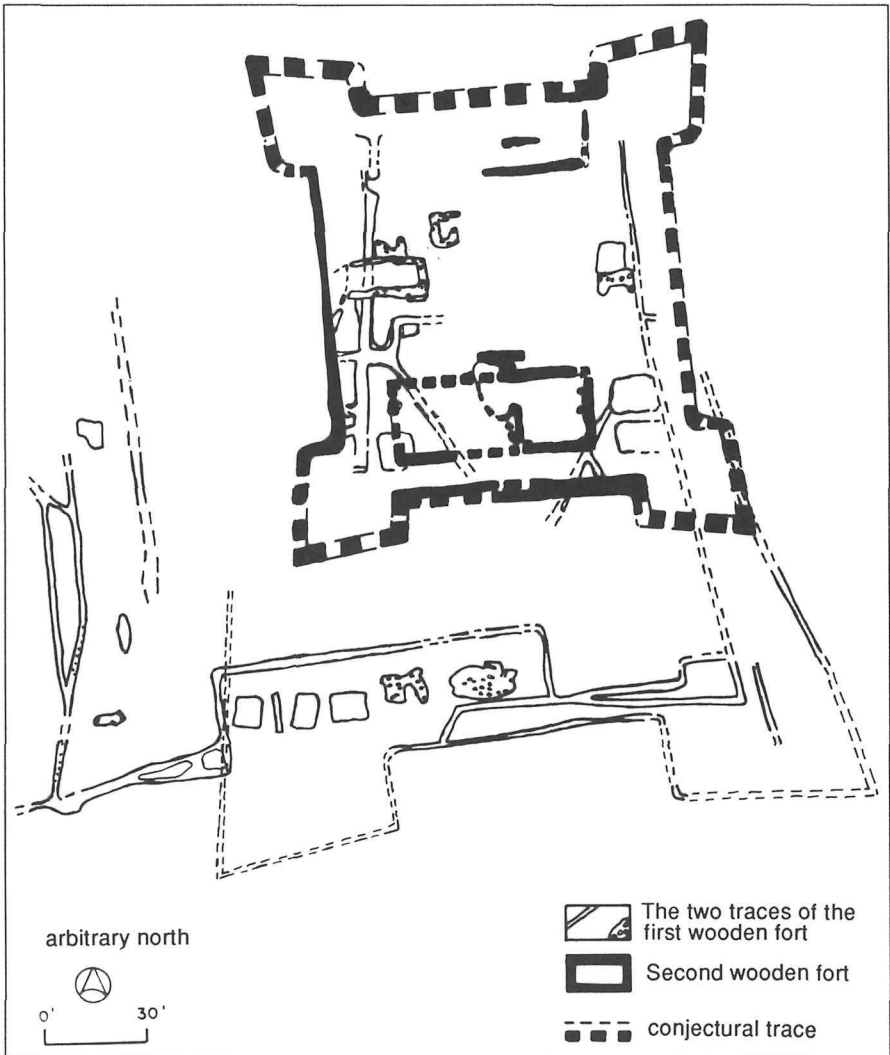 arbitrary north
0' 30'
The two traces of the
first wooden fort
Second wooden fort
conjectural trace